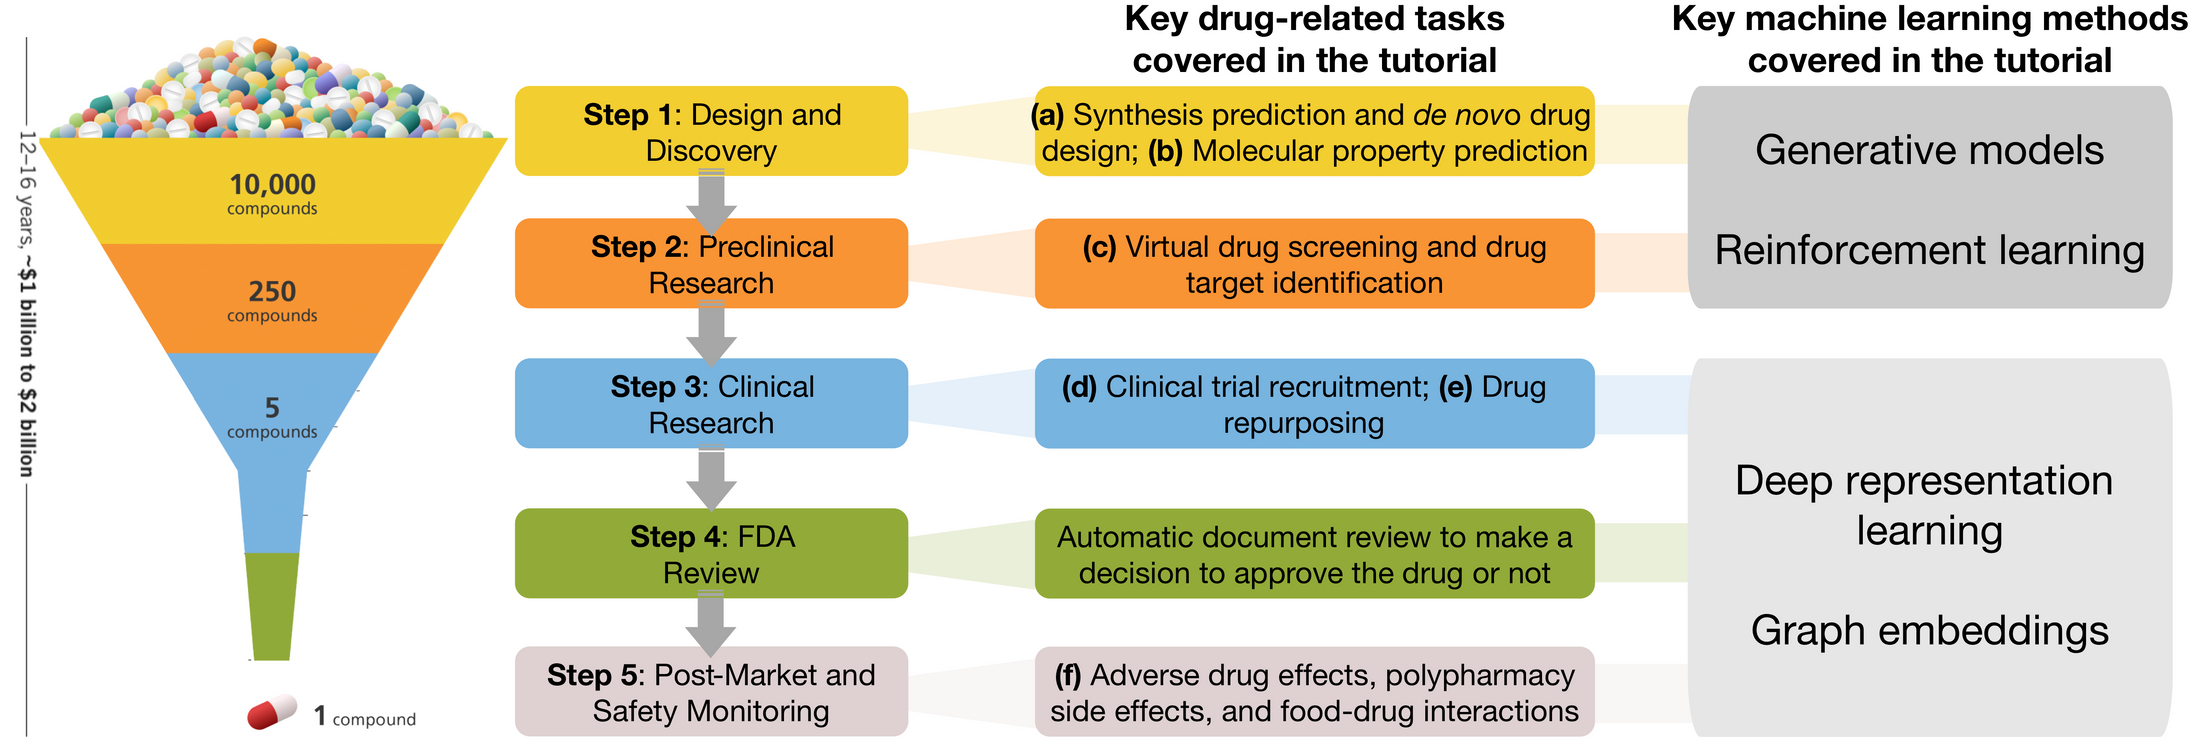 12–16 years, ~$1 billion to $2 billion
10,000
compounds
250
compounds
5
compounds
1 compound
Step 1: Design and
Discovery
Step 2: Preclinical
Research
Step 3: Clinical
Research
Step 4: FDA
Review
Step 5: Post-Market and
Safety Monitoring
Key drug-related tasks
covered in the tutorial
(a) Synthesis prediction and de novo drug
design; (b) Molecular property prediction
(c) Virtual drug screening and drug
target identification
(d) Clinical trial recruitment; (e) Drug
repurposing
Automatic document review to make a
decision to approve the drug or not
(f) Adverse drug effects, polypharmacy
side effects, and food-drug interactions
Key machine learning methods
covered in the tutorial
Generative models
Reinforcement learning
Deep representation
learning
Graph embeddings